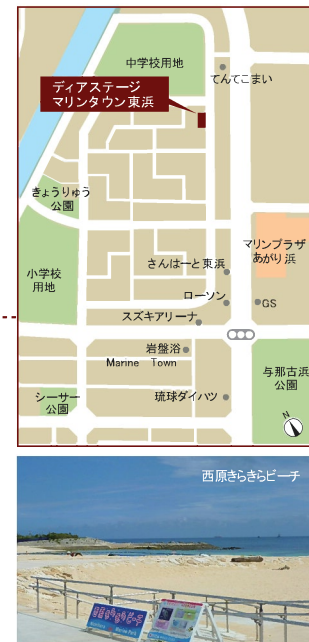 中学校用地
てんてこまい
ディアステージ
マリンタウン東浜
きょうりゅう
公園
マリンプラザ
あがり浜
さんはーと東浜
小学校
用地
ローソン
GS
スズキアリーナ
岩盤浴
Marine Town
与那古浜
公園
シーサー
公園
琉球ダイハツ
N
西原きらきらビーチ